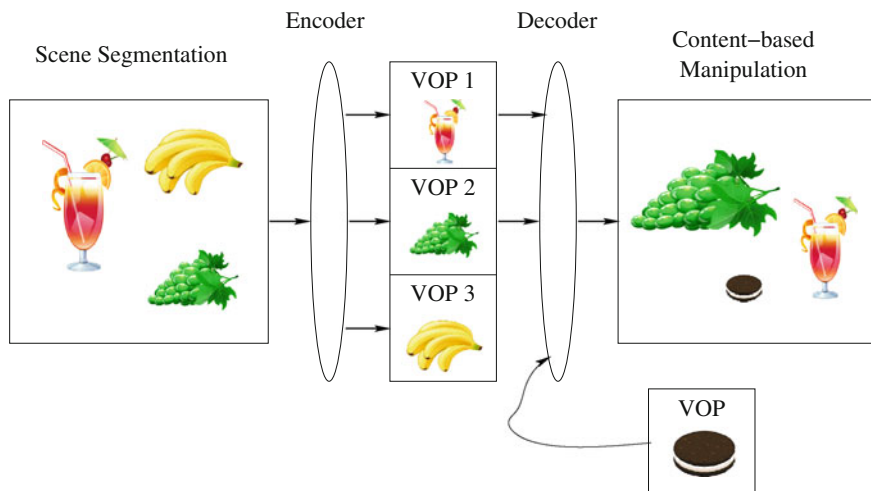 Scene Segmentation
Encoder
Decoder
Content−based
Manipulation
VOP 1
VOP 2
VOP 3
VOP